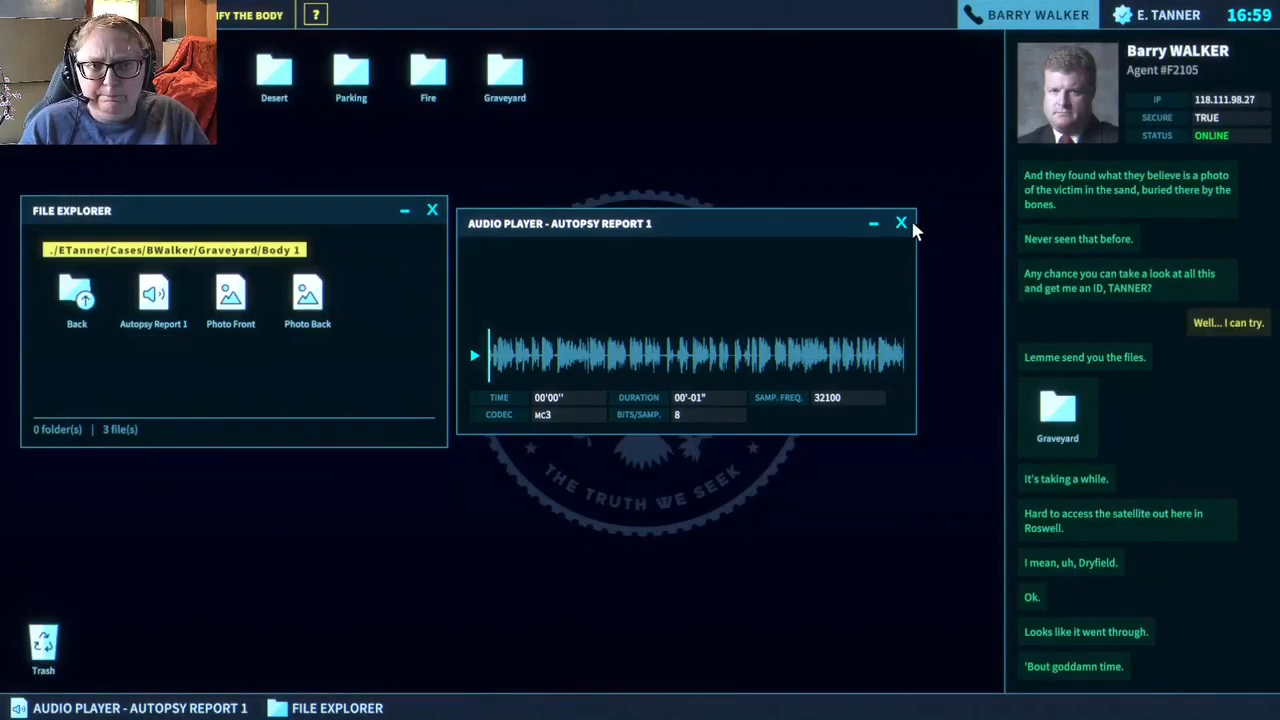 IFY THE BODY
?
BARRY WALKER
E. TANNER
16:59
Desert
Parking
Fire
Graveyard
Barry WALKER
Agent #F2105
IP
118.111.98.27
SECURE
TRUE
STATUS
ONLINE
And they found what they believe is a photo
of the victim in the sand, buried there by the
bones.
Never seen that before.
Any chance you can take a look at all this
and get me an ID, TANNER?
Well... I can try.
Lemme send you the files.
Graveyard
It's taking a while.
Hard to access the satellite out here in
Roswell.
I mean, uh, Dryfield.
Ok.
Looks like it went through.
'Bout goddamn time.
FILE EXPLORER
./ETanner/Cases/BWalker/Graveyard/Body 1
Back
Autopsy Report 1
Photo Front
Photo Back
0 folder(s) | 3 file(s)
AUDIO PLAYER - AUTOPSY REPORT 1
TIME
00'00''
DURATION
00'-01"
SAMP. FREQ.
32100
CODEC
MC3
BITS/SAMP.
8
THE TRUTH WE SEEK
Trash
AUDIO PLAYER - AUTOPSY REPORT 1
FILE EXPLORER